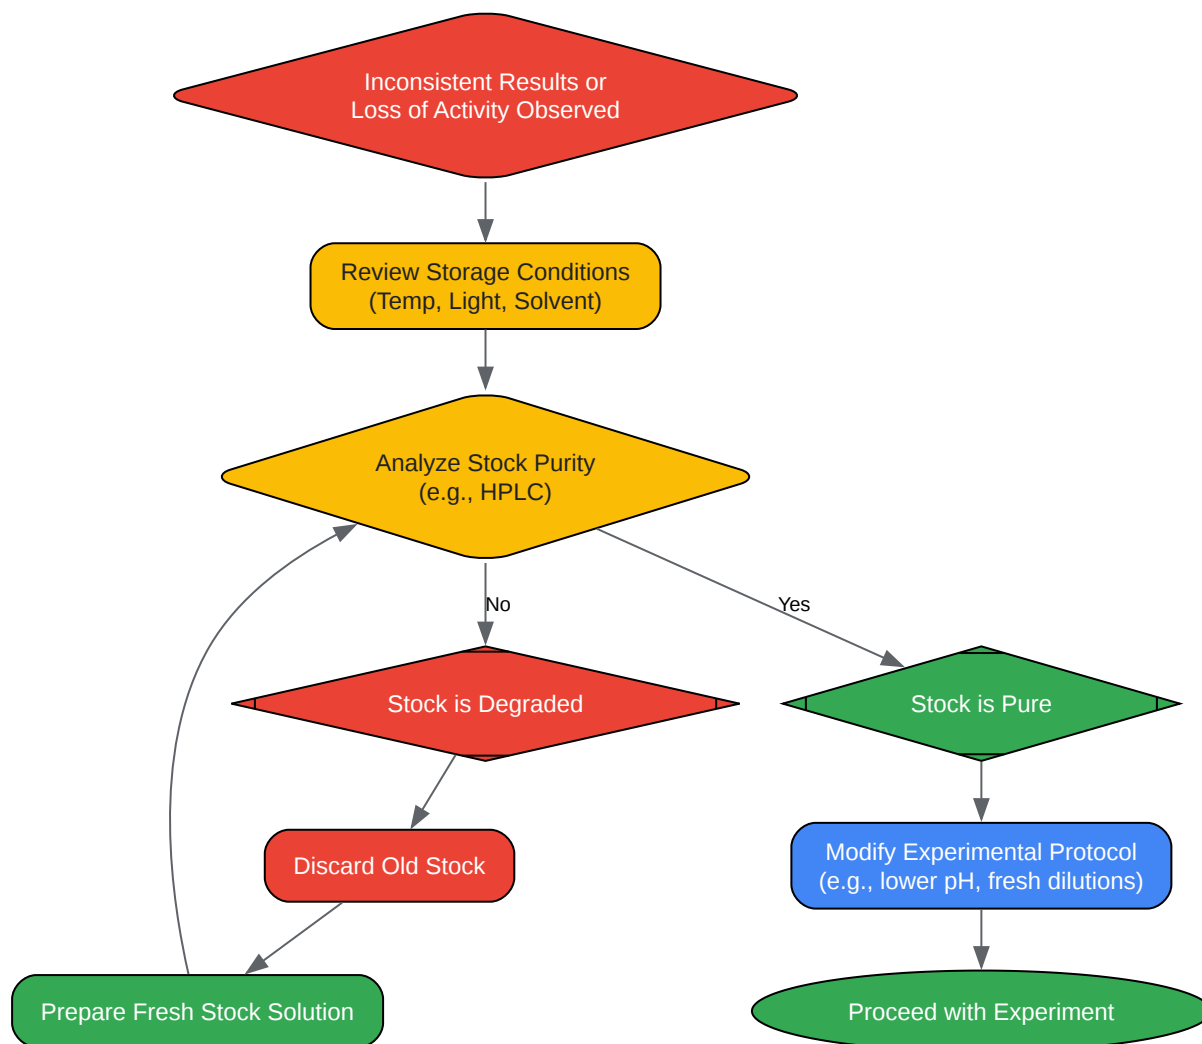 Inconsistent Results or
Loss of Activity Observed
Review Storage Conditions
(Temp, Light, Solvent)
Analyze Stock Purity
(e.g., HPLC)
No
Yes
Stock is Degraded
Stock is Pure
Discard Old Stock
Modify Experimental Protocol
(e.g., lower pH, fresh dilutions)
Prepare Fresh Stock Solution
Proceed with Experiment